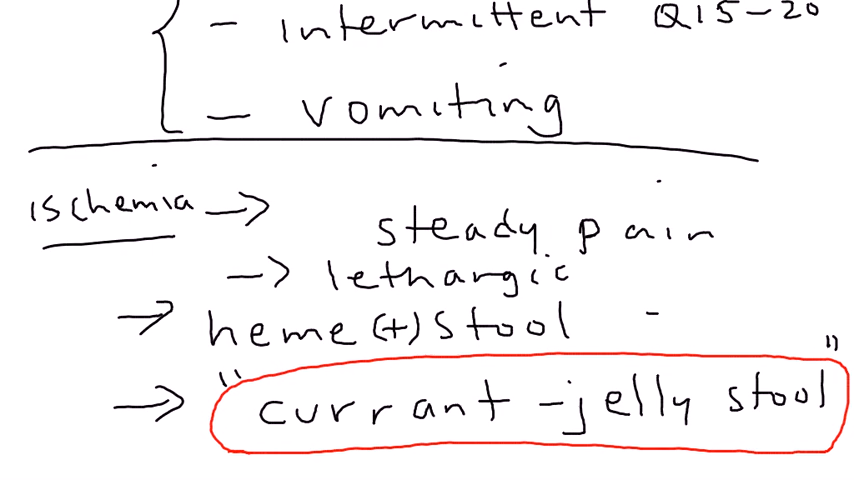 - intermittent Q15-20
- vomiting
ischemia → steady pain
→ lethargic
→ heme (+) stool -
→ "currant-jelly stool"